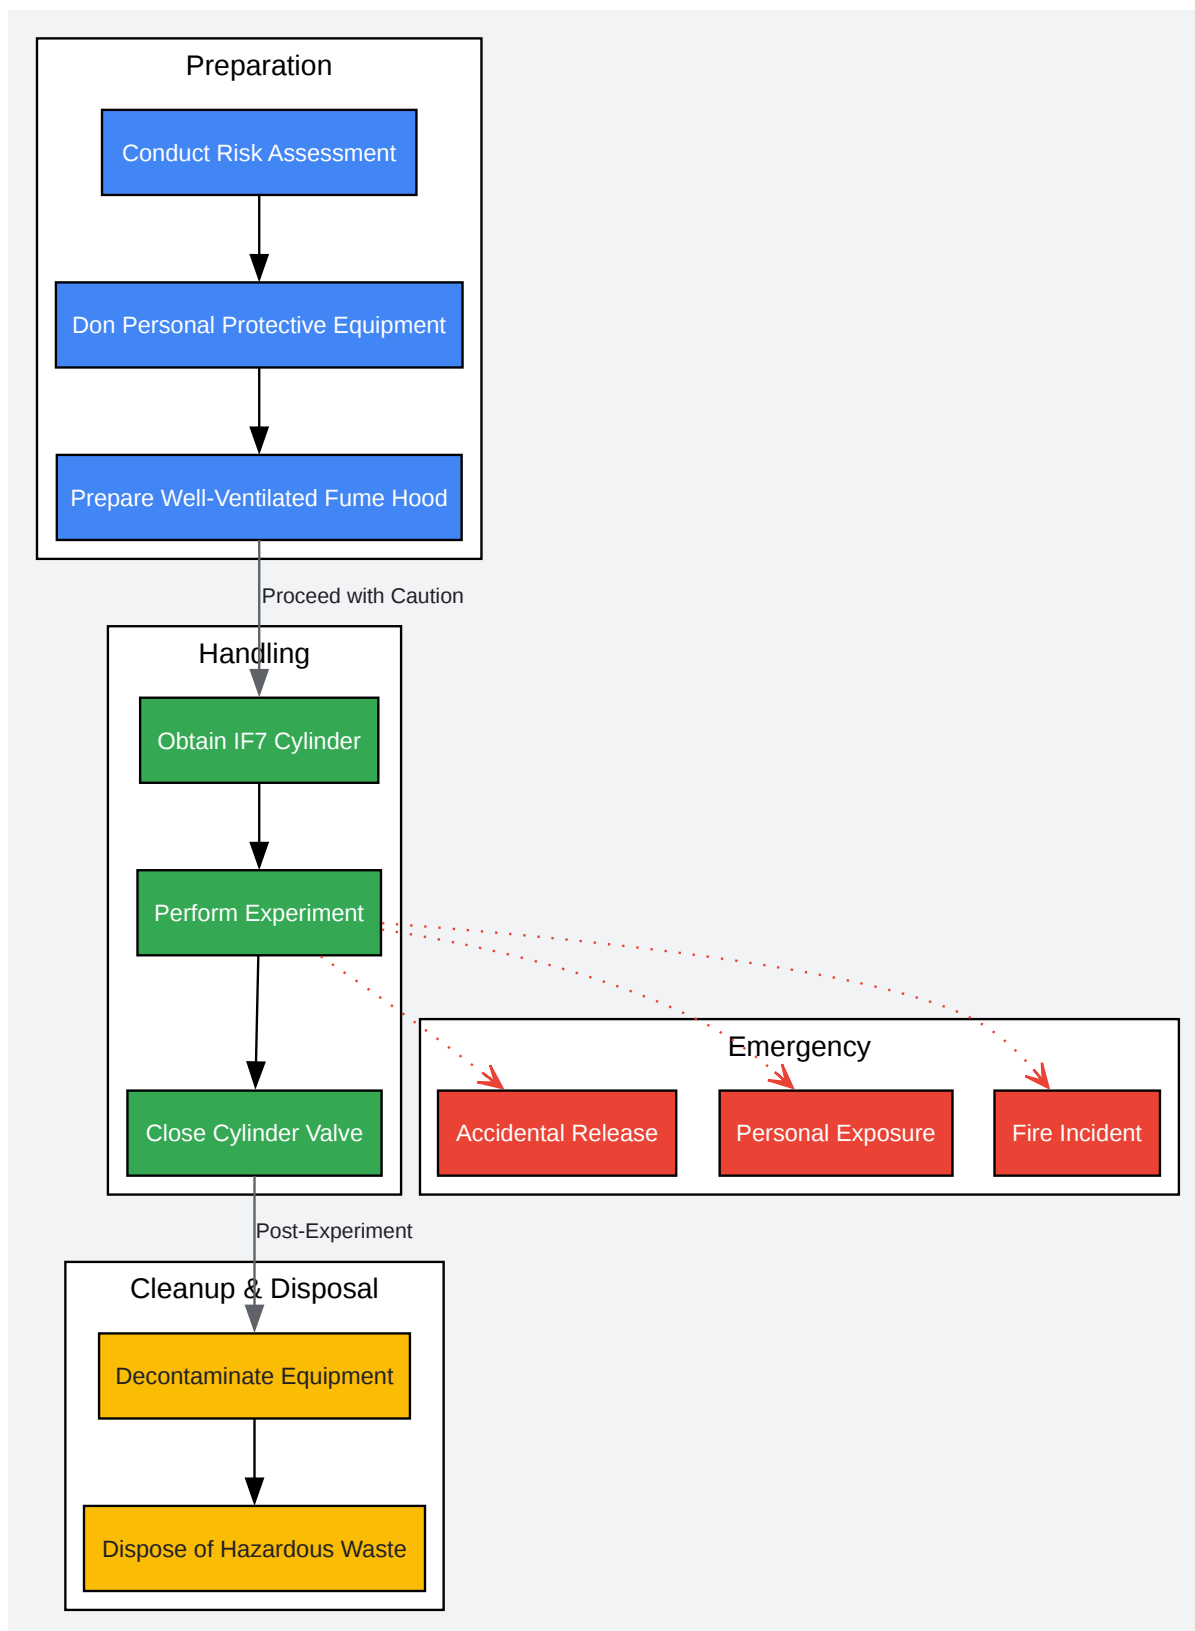 Preparation
Conduct Risk Assessment
Don Personal Protective Equipment
Prepare Well-Ventilated Fume Hood
Proceed with Caution
Handling
Obtain IF7 Cylinder
Perform Experiment
Close Cylinder Valve
Emergency
Accidental Release
Personal Exposure
Fire Incident
Post-Experiment
Cleanup & Disposal
Decontaminate Equipment
Dispose of Hazardous Waste